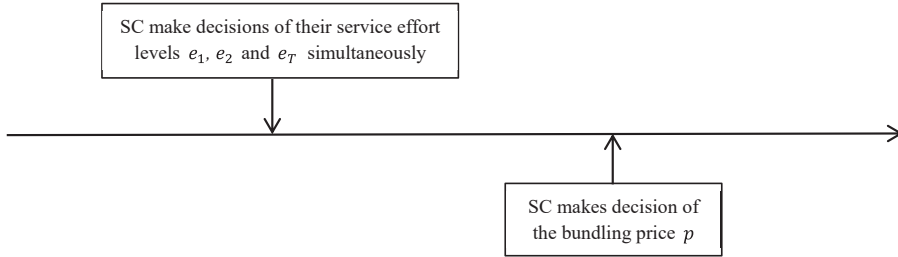 SC make decisions of their service effort
levels e₁, e₂ and e_T simultaneously
SC makes decision of
the bundling price p